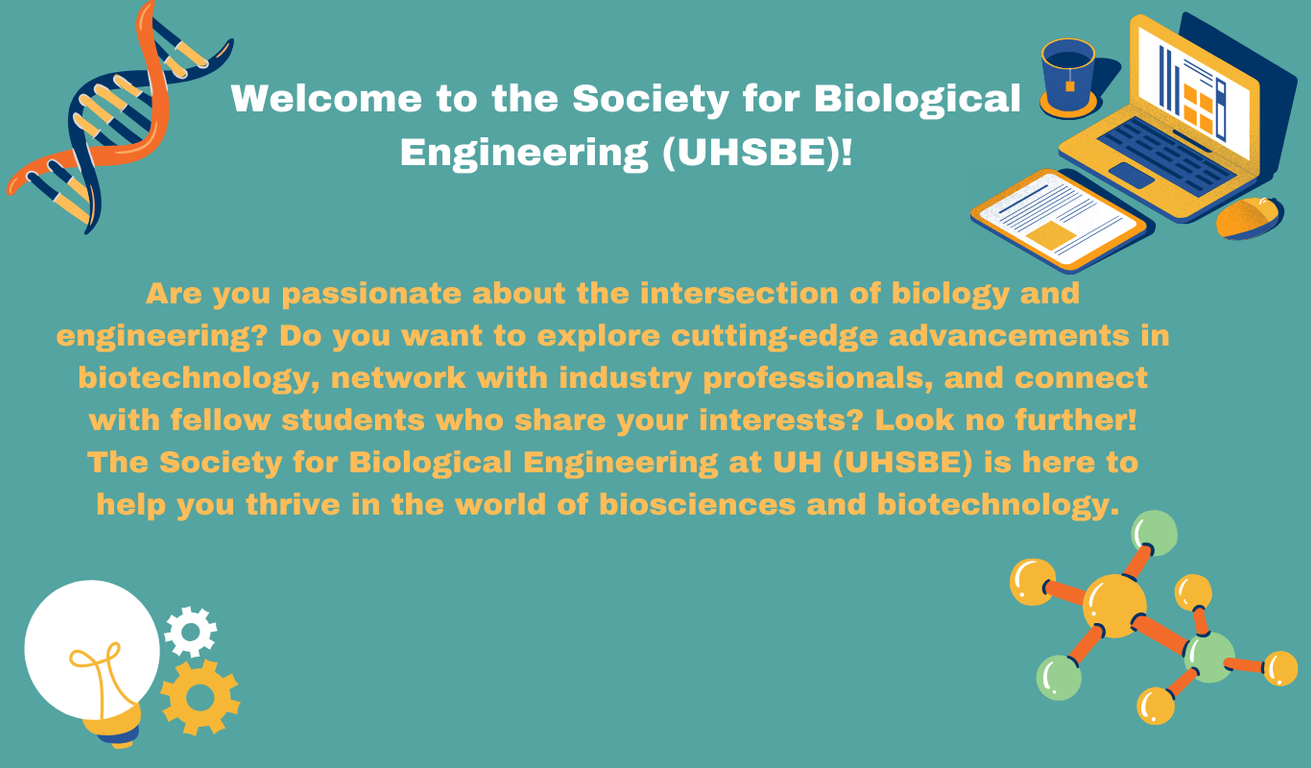 Welcome to the Society for Biological
Engineering (UHSBE)!
Are you passionate about the intersection of biology and
engineering? Do you want to explore cutting-edge advancements in
biotechnology, network with industry professionals, and connect
with fellow students who share your interests? Look no further!
The Society for Biological Engineering at UH (UHSBE) is here to
help you thrive in the world of biosciences and biotechnology.